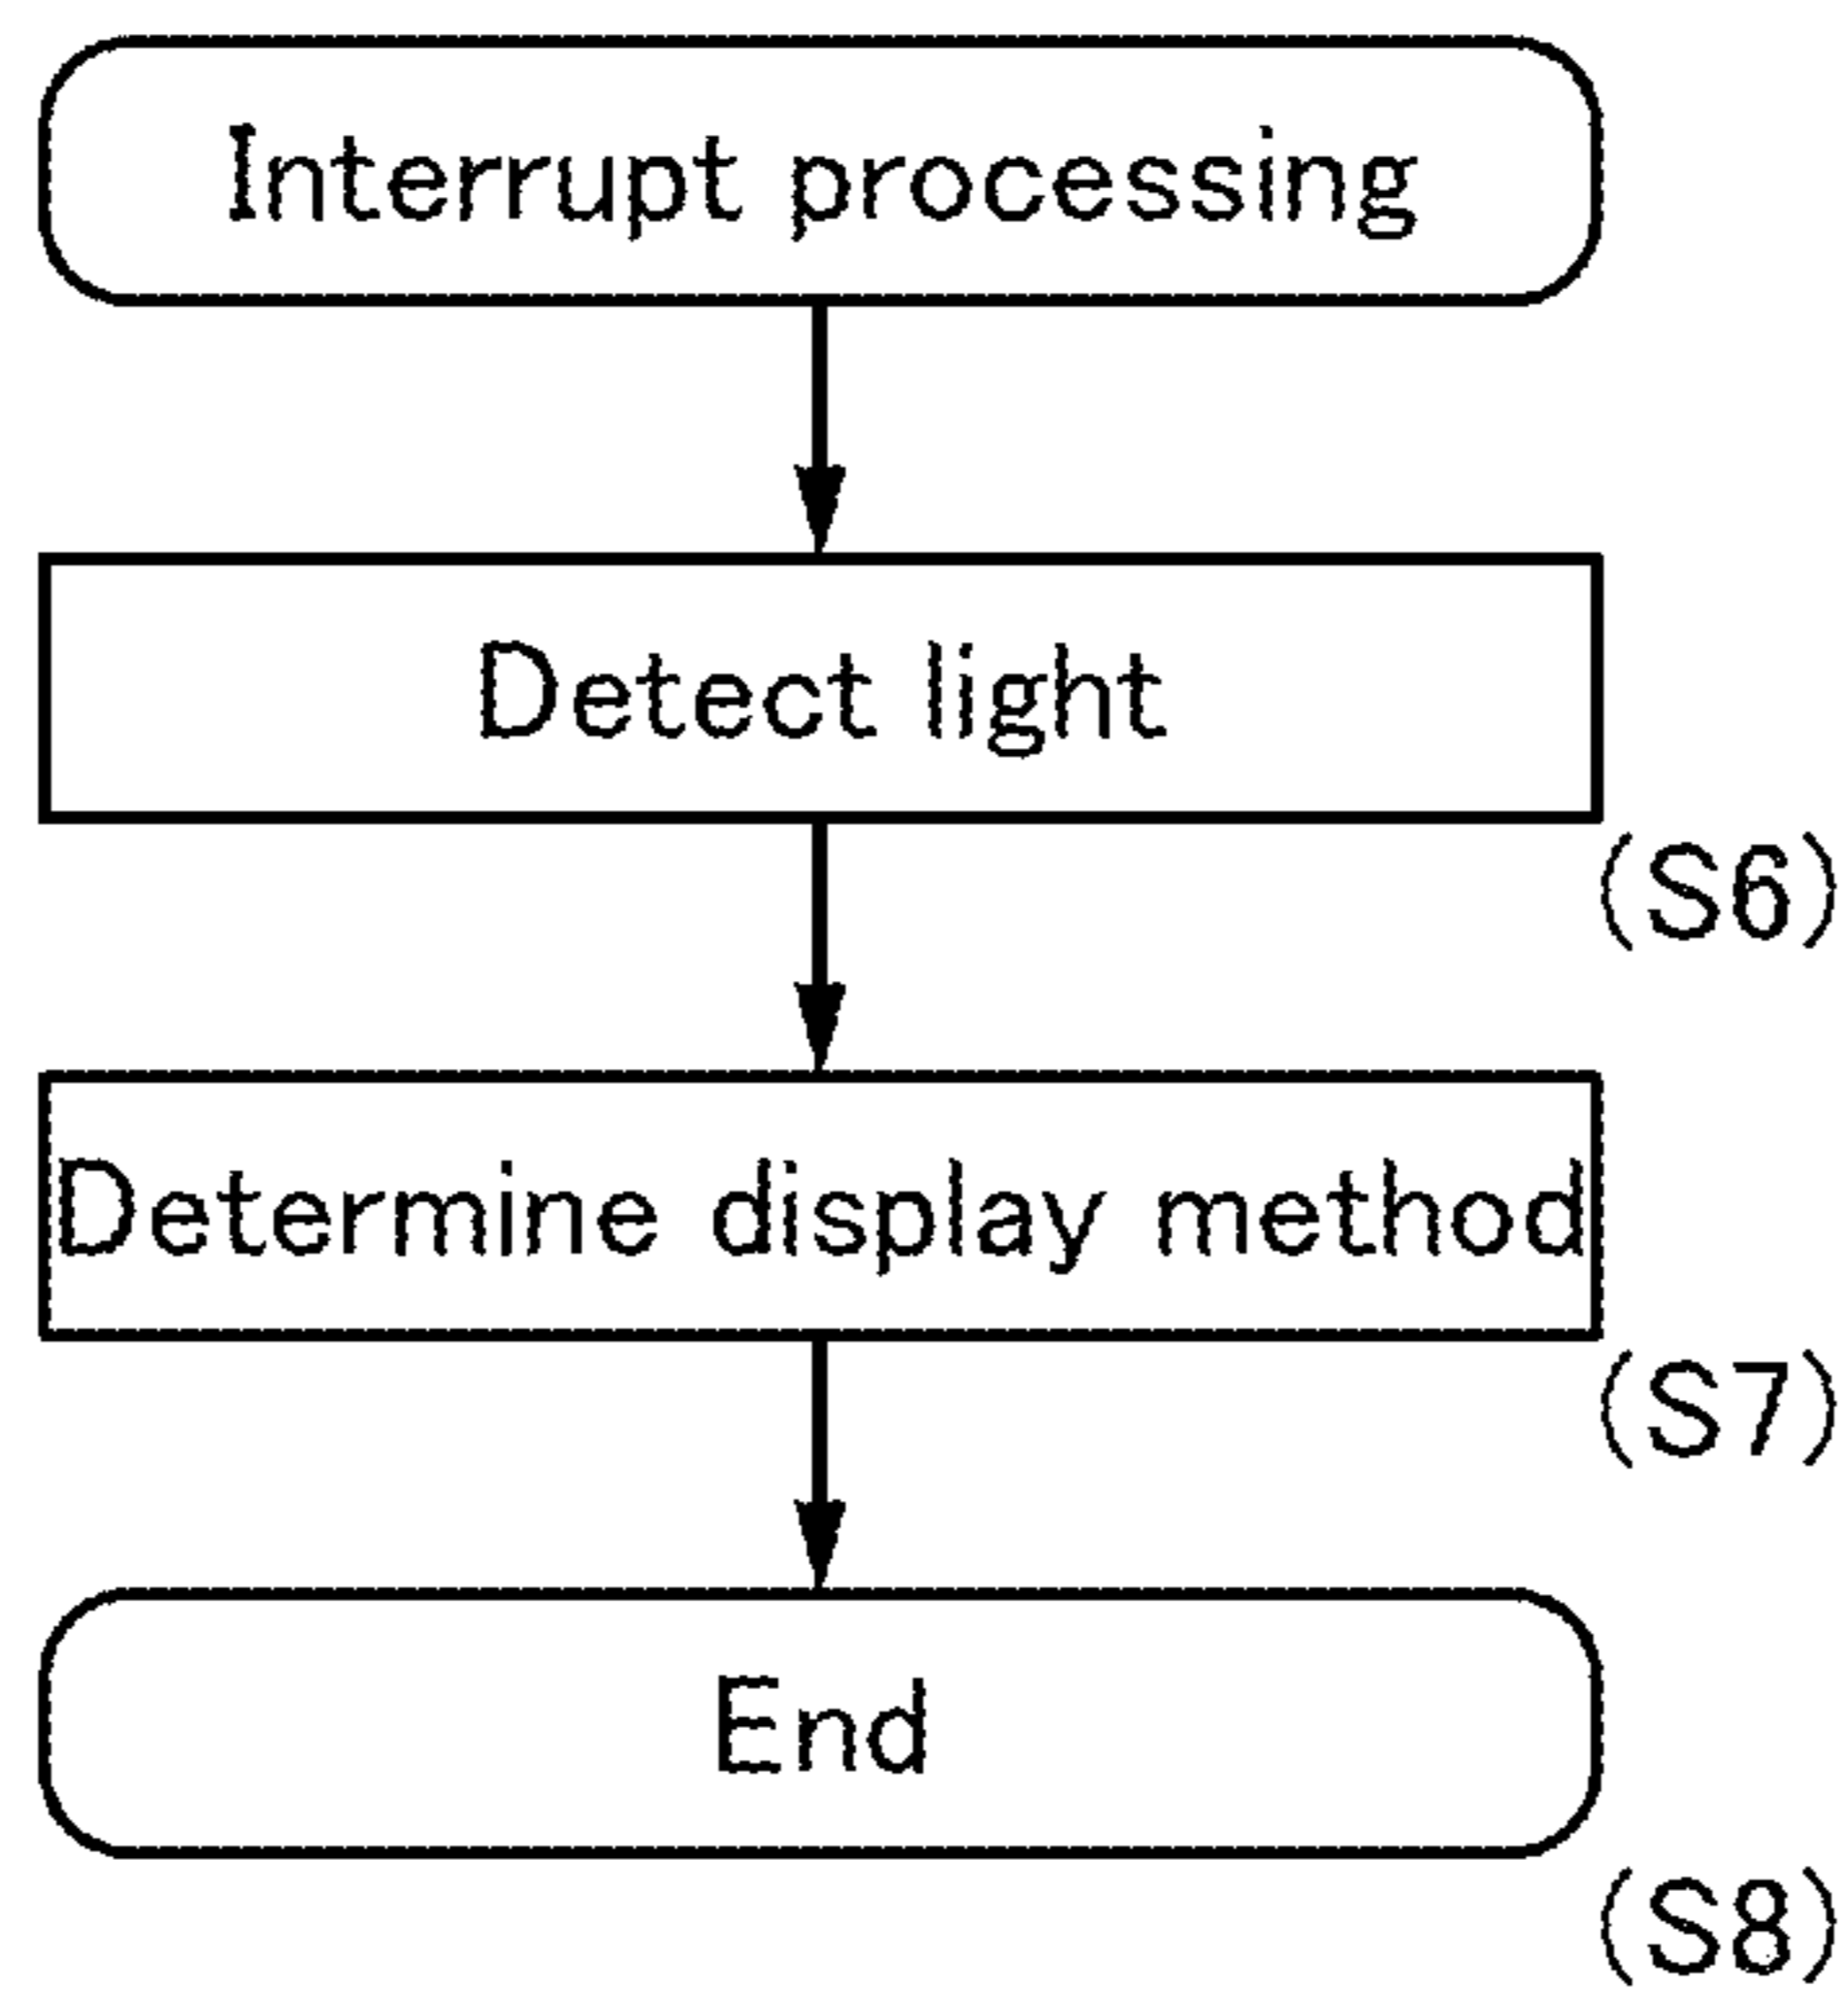 Interrupt processing
Detect light
(S6)
Determine display method
(S7)
End
(S8)